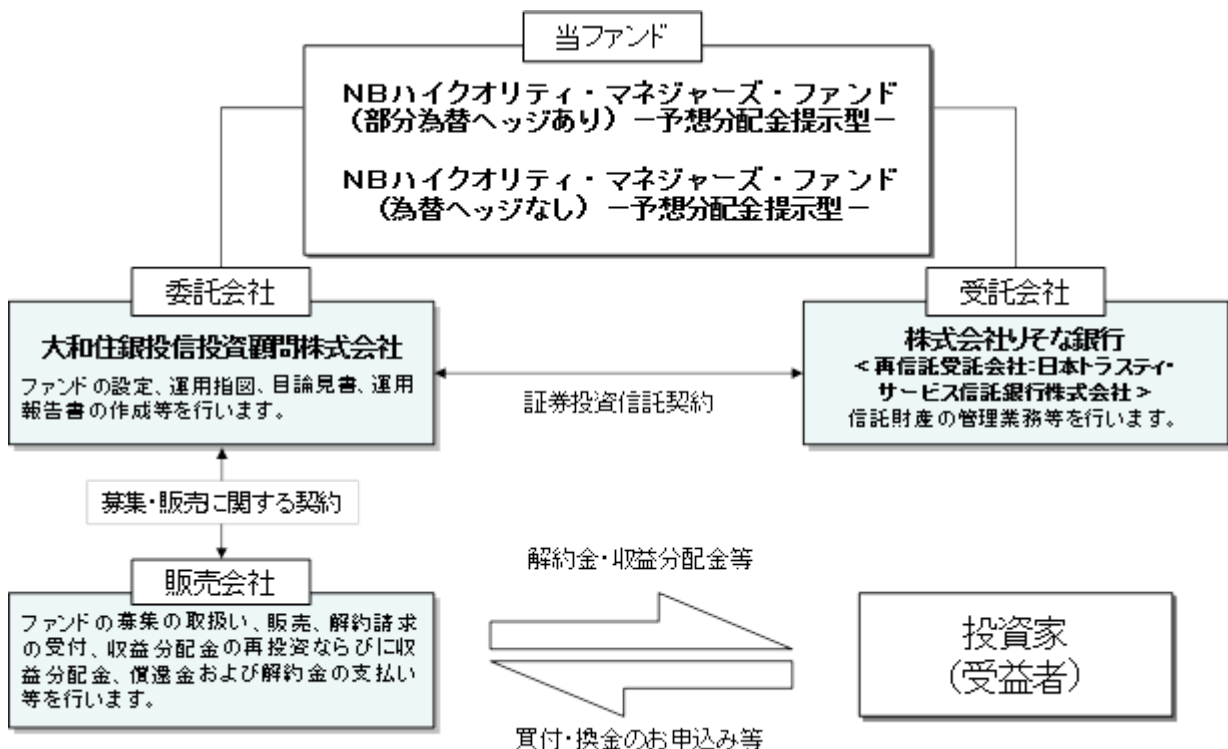 当ファンド
NBハイクオリティ・マネジャーズ・ファンド
(部分為替ヘッジあり)－予想分配金提示型－
NBハイクオリティ・マネジャーズ・ファンド
(為替ヘッジなし)－予想分配金提示型－
委託会社
大和住銀投信投資顧問株式会社
ファンドの設定、運用指図、目論見書、運用
報告書の作成等を行います。
証券投資信託契約
受託会社
株式会社りそな銀行
<再信託受託会社:日本トラスティ・
サービス信託銀行株式会社>
信託財産の管理業務等を行います。
募集・販売に関する契約
販売会社
ファンドの募集の取扱い、販売、解約請求
の受付、収益分配金の再投資ならびに収
益分配金、償還金および解約金の支払い
等を行います。
解約金・収益分配金等
買付・換金のお申込み等
投資家
(受益者)